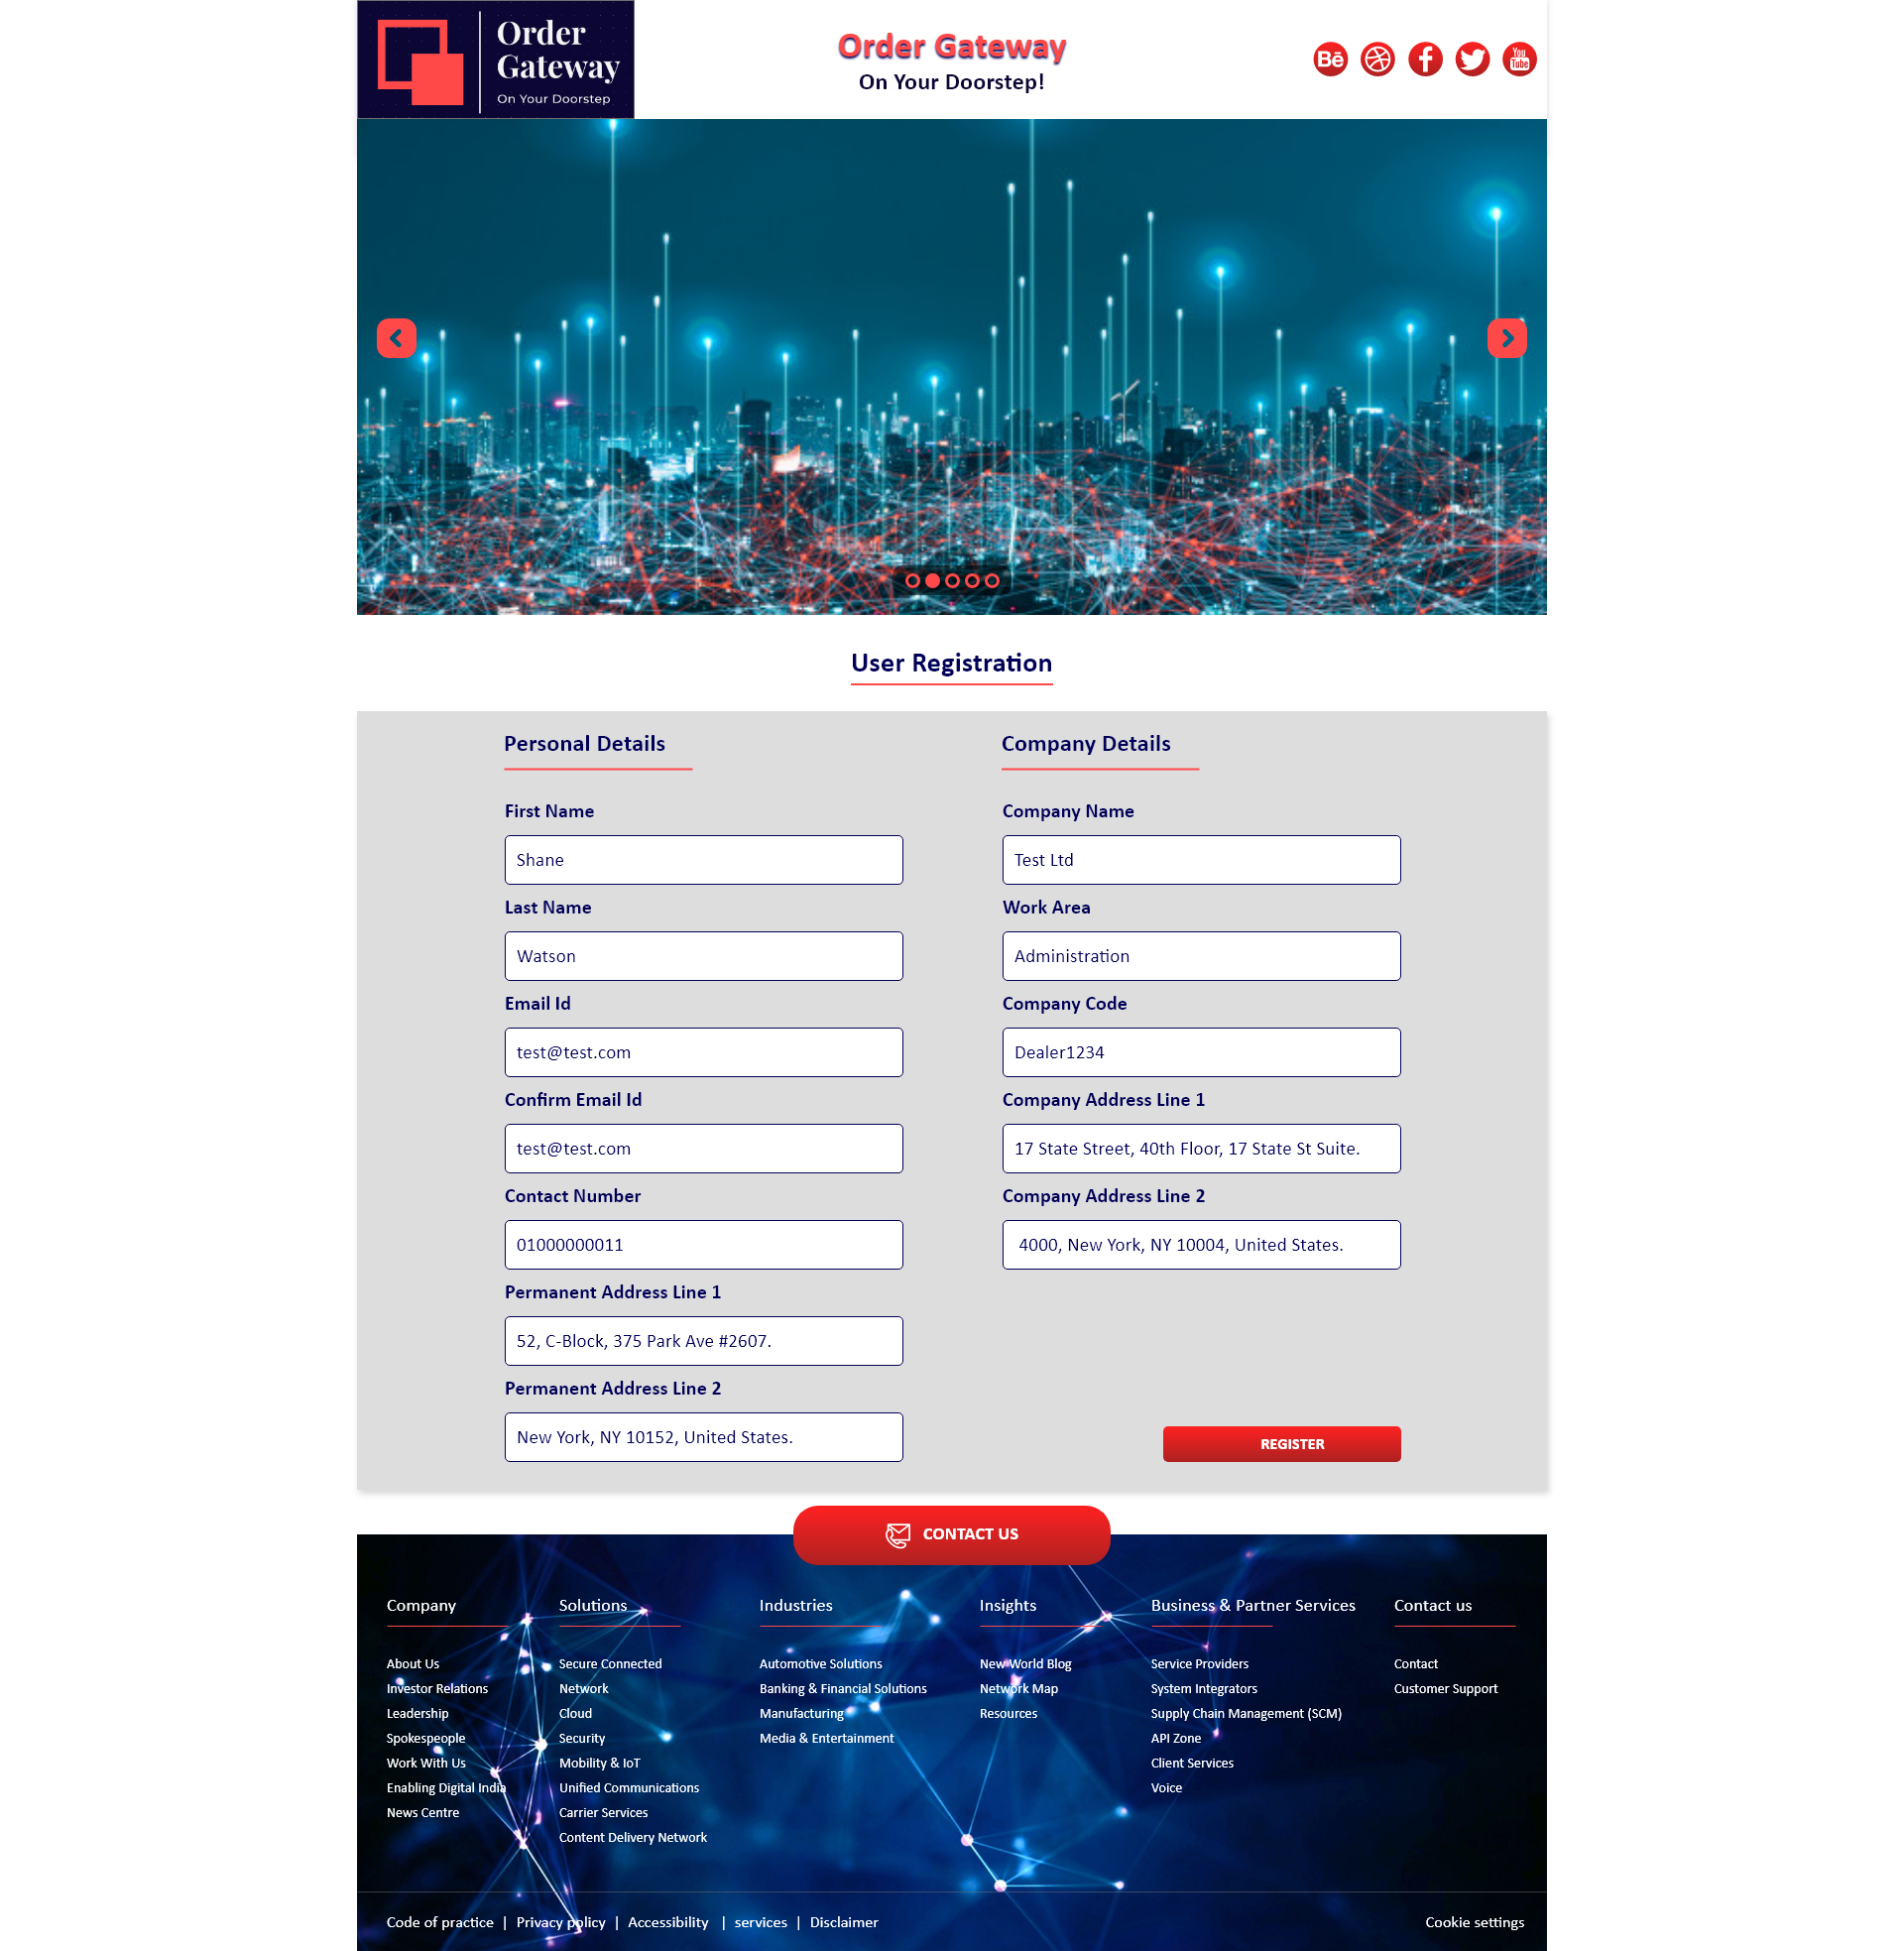 Order
Gateway
On Your Doorstep
Order Gateway
On Your Doorstep!
Bē
f
You
Tube
User Registration
Personal Details
First Name
Shane
Last Name
Watson
Email Id
test@test.com
Confirm Email Id
test@test.com
Contact Number
01000000011
Permanent Address Line 1
52, C-Block, 375 Park Ave #2607.
Permanent Address Line 2
New York, NY 10152, United States.
Company Details
Company Name
Test Ltd
Work Area
Administration
Company Code
Dealer1234
Company Address Line 1
17 State Street, 40th Floor, 17 State St Suite.
Company Address Line 2
4000, New York, NY 10004, United States.
REGISTER
CONTACT US
Company
About Us
Investor Relations
Leadership
Spokespeople
Work With Us
Enabling Digital India
News Centre
Solutions
Secure Connected
Network
Cloud
Security
Mobility & IoT
Unified Communications
Carrier Services
Content Delivery Network
Industries
Automotive Solutions
Banking & Financial Solutions
Manufacturing
Media & Entertainment
Insights
New World Blog
Network Map
Resources
Business & Partner Services
Service Providers
System Integrators
Supply Chain Management (SCM)
API Zone
Client Services
Voice
Contact us
Contact
Customer Support
Code of practice | Privacy policy | Accessibility | services | Disclaimer
Cookie settings